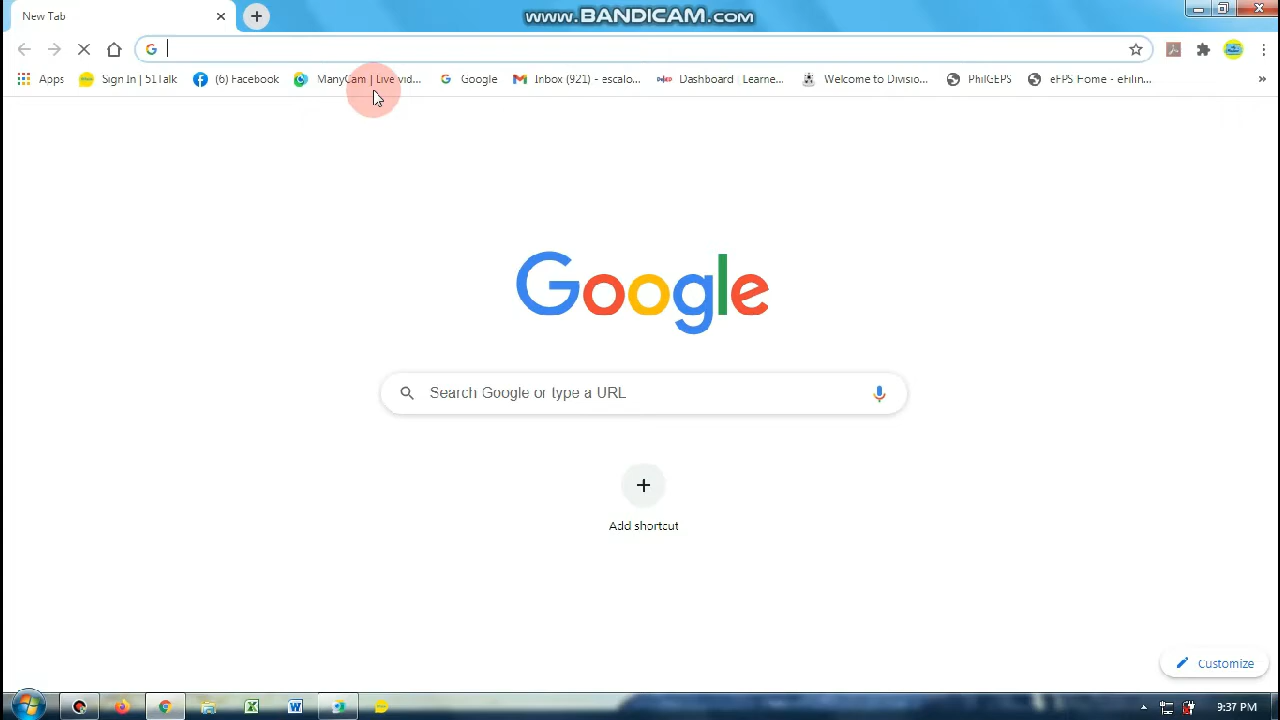 New Tab
www.BANDICAM.com
Apps
Sign In | 51Talk
(6) Facebook
ManyCam | Live vid...
Google
Inbox (921) - escalo...
Dashboard | Learne...
Welcome to Divisio...
PhilGEPS
eFPS Home - eFilin...
»
Google
Search Google or type a URL
Add shortcut
Customize
9:37 PM